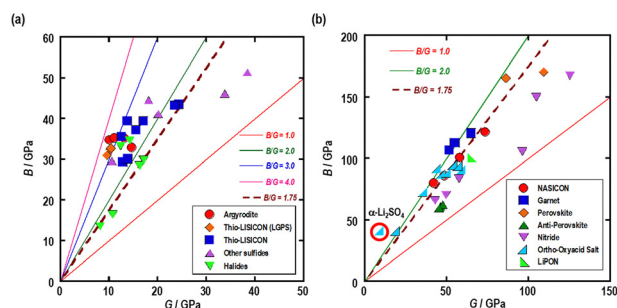 (a)
60
50
40
30
20
10
0
B / GPa
0
10
20
30
40
50
G / GPa
B/G = 1.0
B/G = 2.0
B/G = 3.0
B/G = 4.0
B/G = 1.75
Argyrodite
Thio-LISICON (LGPS)
Thio-LISICON
Other sulfides
Halides
(b)
200
150
100
50
0
B / GPa
0
50
100
150
G / GPa
B/G = 1.0
B/G = 2.0
B/G = 1.75
α-Li₂SO₄
NASICON
Garnet
Perovskite
Anti-Perovskite
Nitride
Ortho-Oxyacid Salt
LiPON